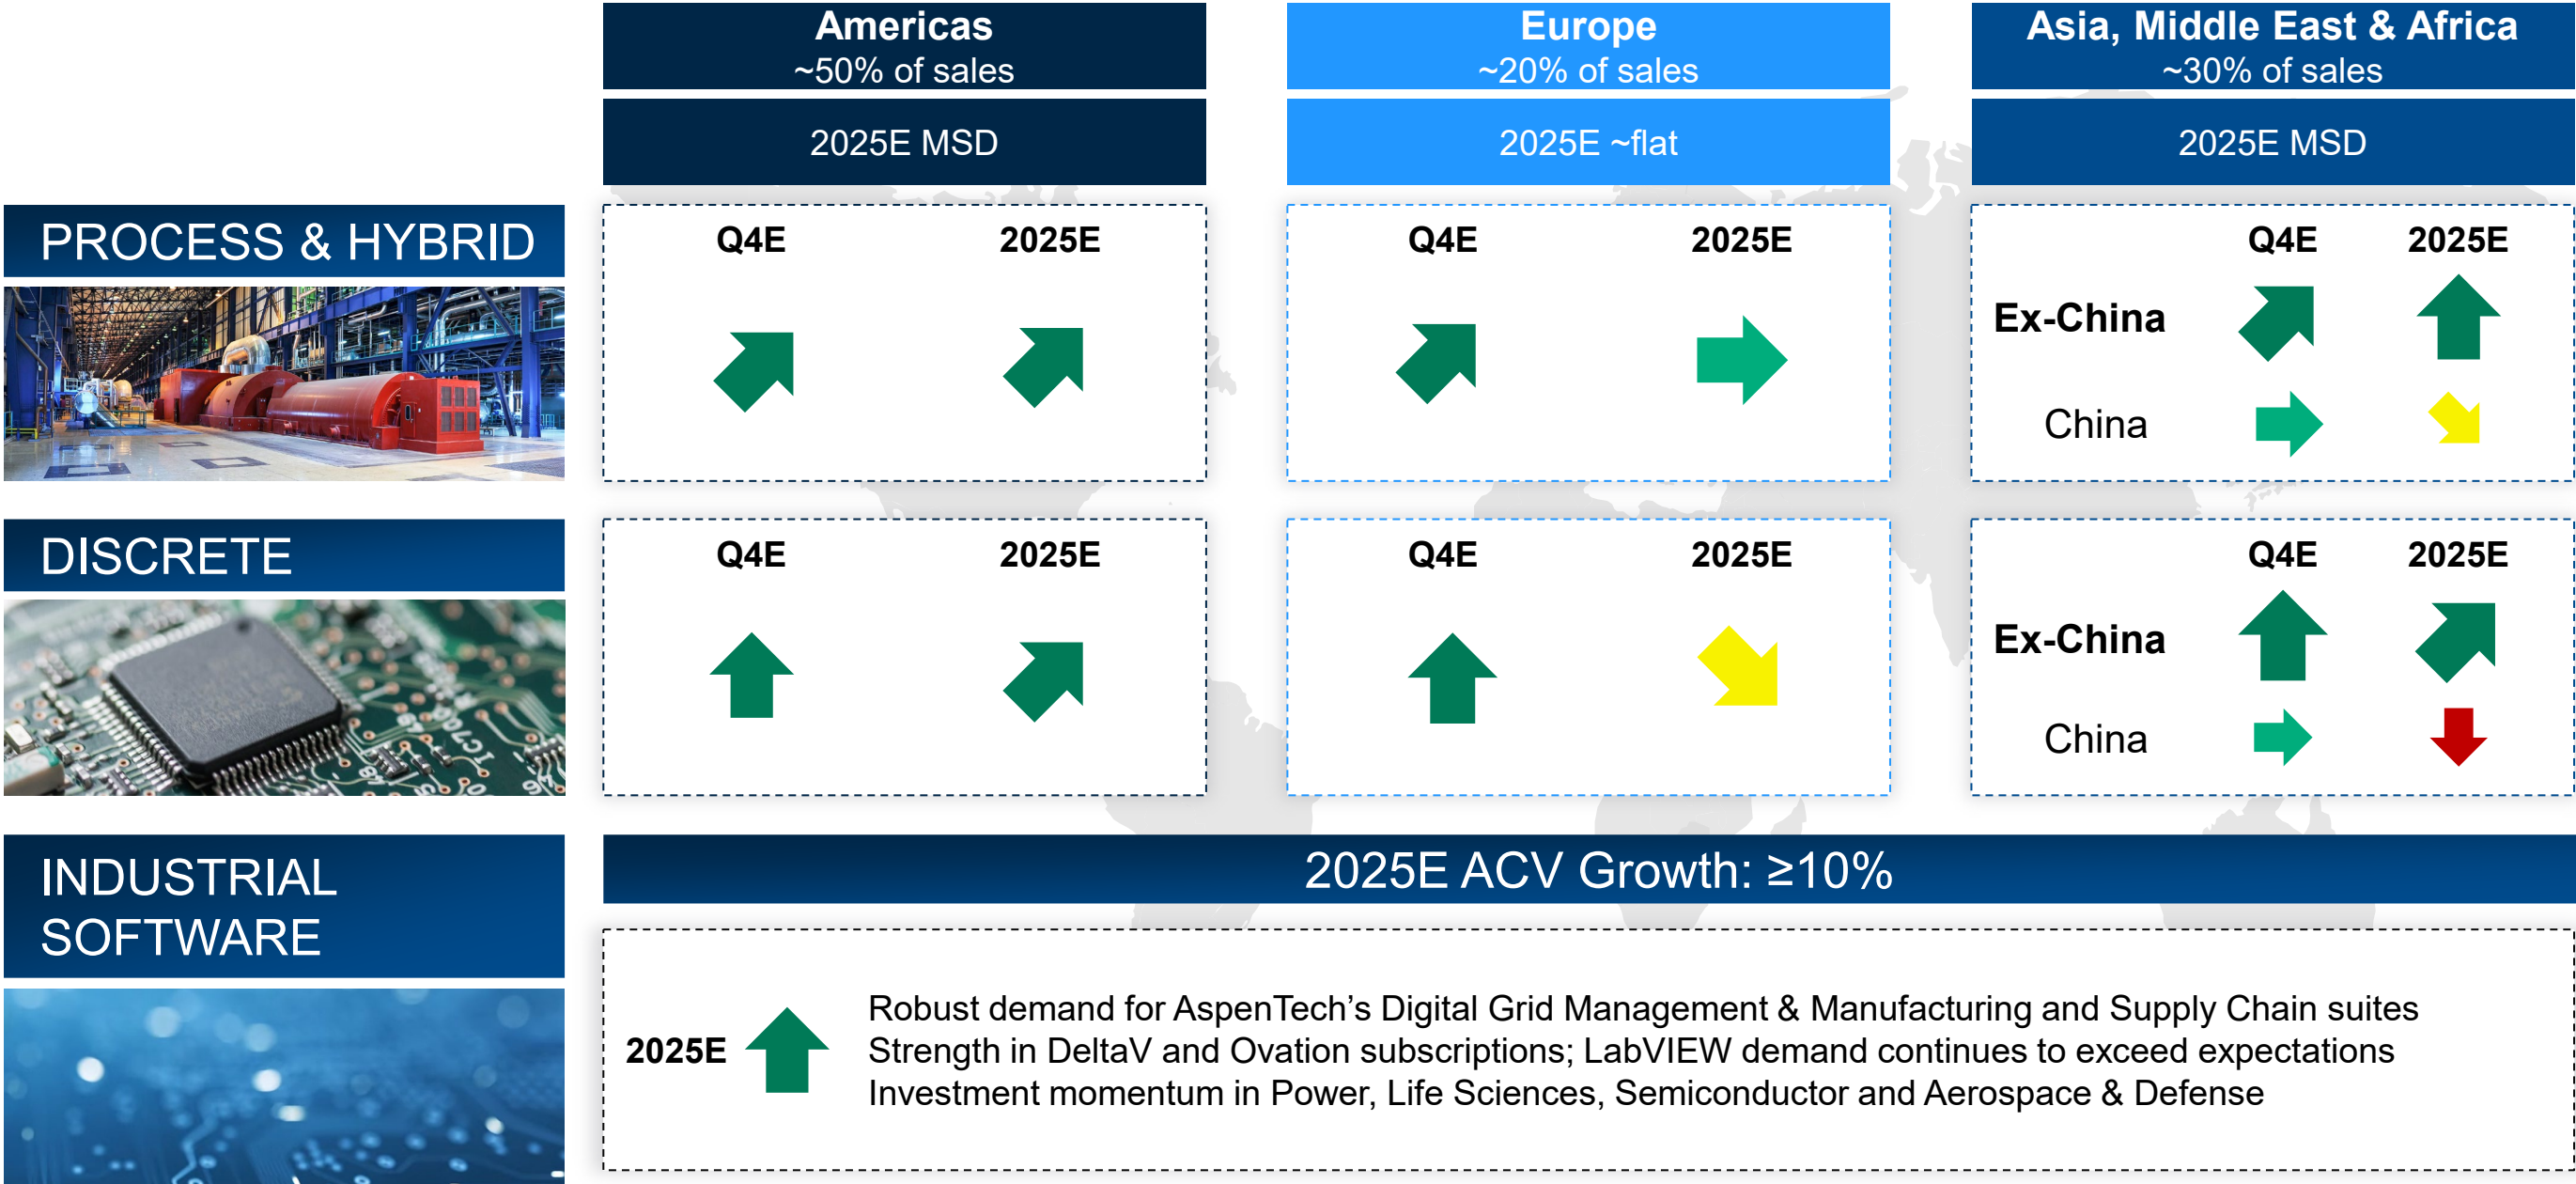 Americas
~50% of sales
Europe
~20% of sales
Asia, Middle East & Africa
~30% of sales
2025E MSD
2025E ~flat
2025E MSD
PROCESS & HYBRID
Q4E 2025E
Q4E 2025E
Q4E 2025E
Ex-China
China
DISCRETE
Q4E 2025E
Q4E 2025E
Q4E 2025E
Ex-China
China
INDUSTRIAL
SOFTWARE
2025E ACV Growth: ≥10%
2025E
Robust demand for AspenTech’s Digital Grid Management & Manufacturing and Supply Chain suites
Strength in DeltaV and Ovation subscriptions; LabVIEW demand continues to exceed expectations
Investment momentum in Power, Life Sciences, Semiconductor and Aerospace & Defense